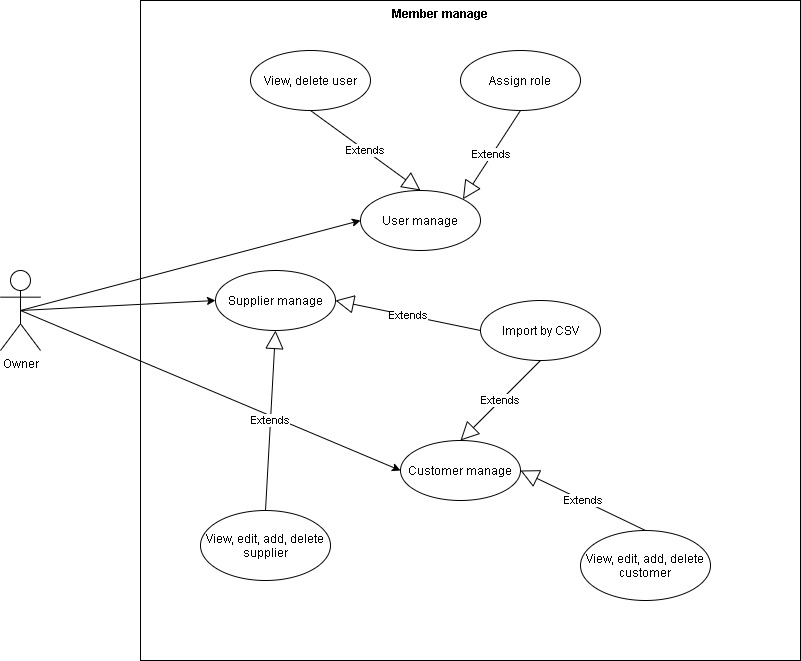 Member manage
View, delete user
Assign role
Extends
Extends
User manage
Supplier manage
Extends
Import by CSV
Owner
Extends
Extends
Customer manage
Extends
View, edit, add, delete
supplier
View, edit, add, delete
customer